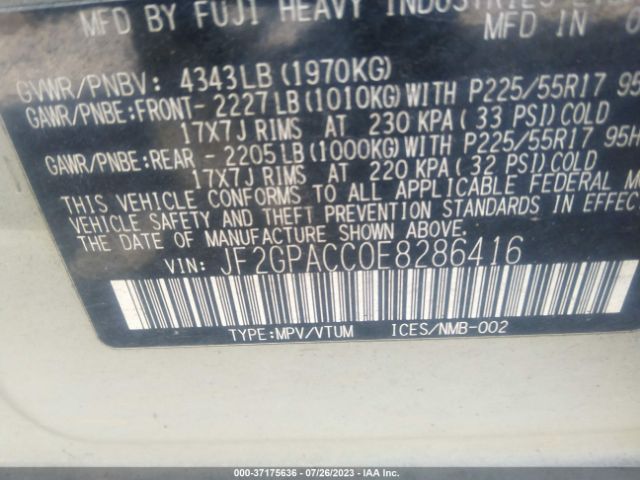 MFD BY FUJI HEAVY INDUSTRIES
MFD IN
GVWR/PNBV: 4343LB(1970KG)
GAWR/PNBE:FRONT-2227LB(1010KG)WITH P225/55R17 95
17X7J RIMS AT 230 KPA( 33 PSI)COLD
GAWR/PNBE:REAR -2205LB(1000KG)WITH P225/55R17 95H
17X7J RIMS AT 220 KPA( 32 PSI)COLD
THIS VEHICLE CONFORMS TO ALL APPLICABLE FEDERAL M
VEHICLE SAFETY AND THEFT PREVENTION STANDARDS IN EFFECT
THE DATE OF MANUFACTURE SHOWN ABOVE.
VIN: JF2GPACC0E8286416
TYPE:MPV/VTUM ICES/NMB-002
000-37175636 - 07/26/2023 - IAA Inc.